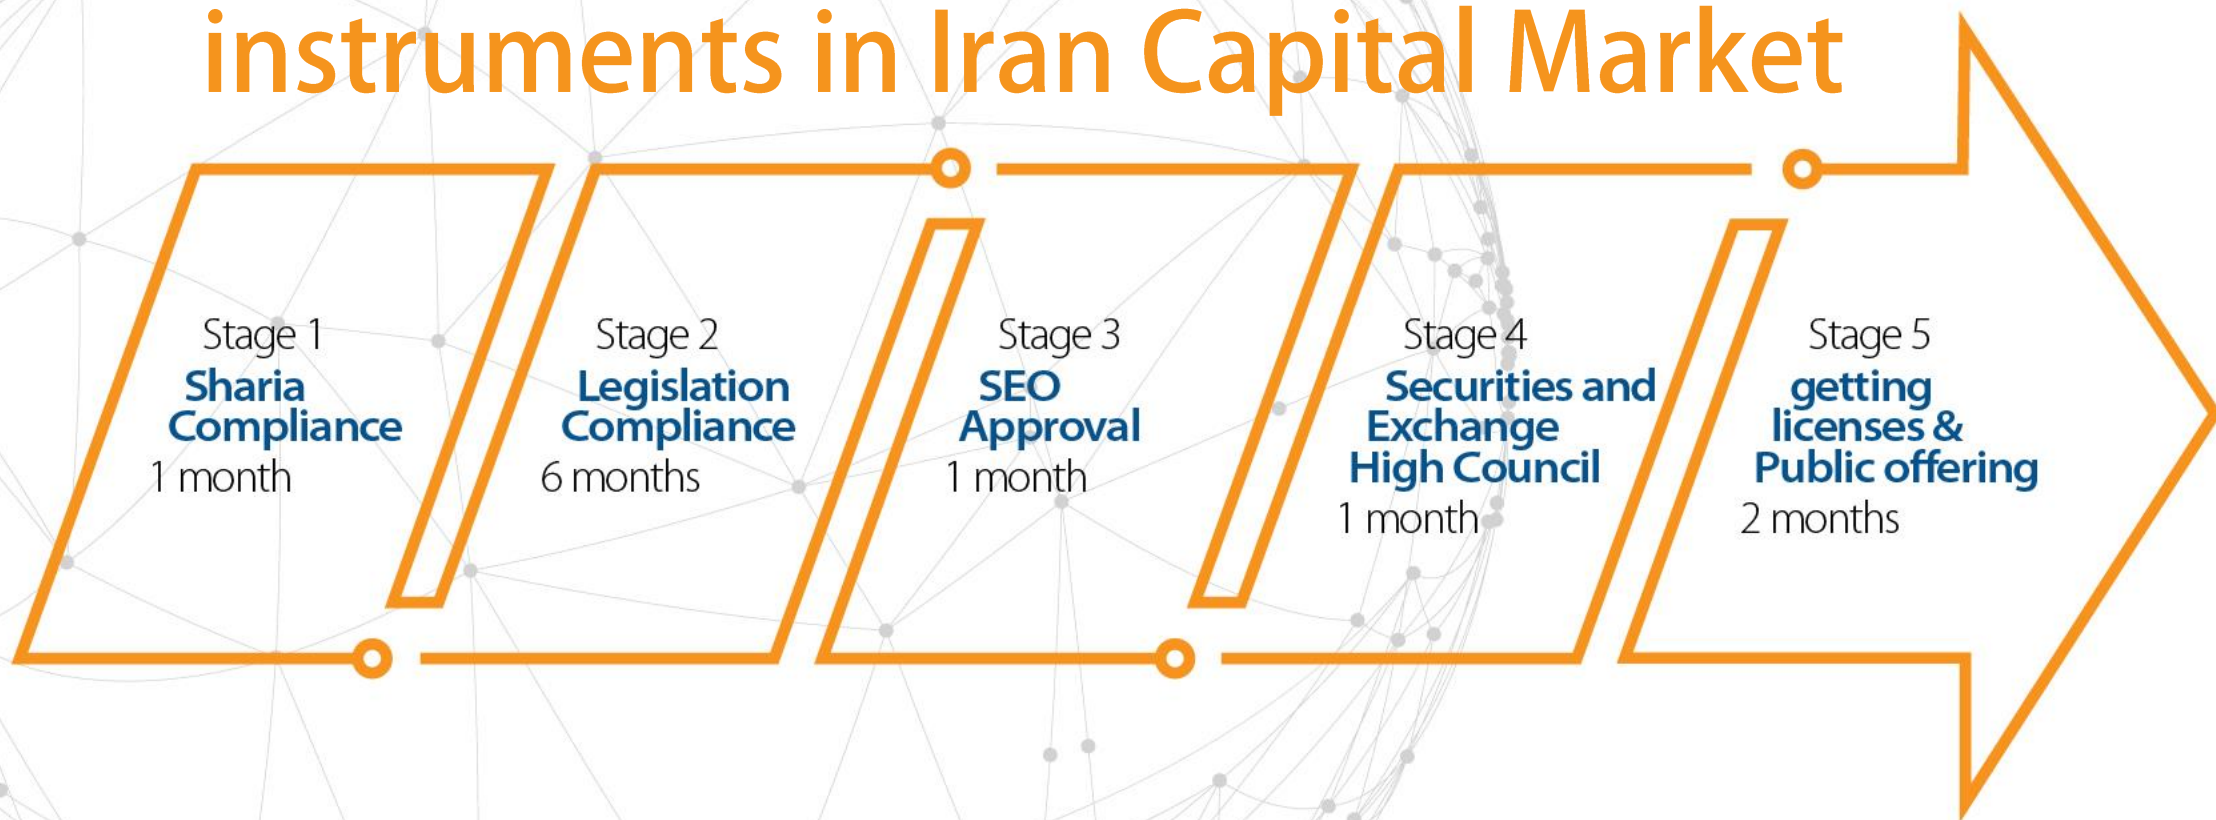 instruments in Iran Capital Market
Stage 1
Sharia
Compliance
1 month
Stage 2
Legislation
Compliance
6 months
Stage 3
SEO
Approval
1 month
Stage 4
Securities and
Exchange
High Council
1 month
Stage 5
getting
licenses &
Public offering
2 months